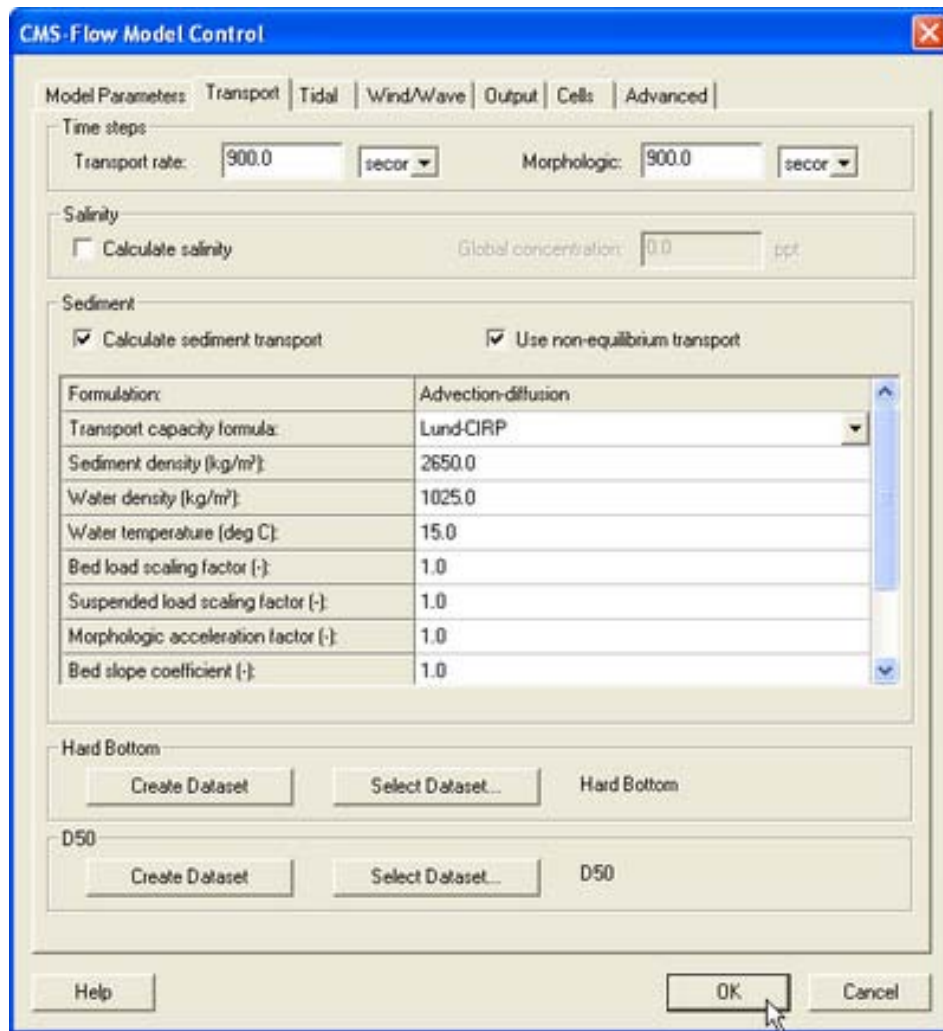 CMS-Flow Model Control
Model Parameters Transport Tidal Wind/Wave Output Cells Advanced
Time steps
Transport rate: 900.0 secor Morphologic: 900.0 secor
Salinity
Calculate salinity Global concentration: 0.0 ppt
Sediment
Calculate sediment transport Use non-equilibrium transport
Formulation: Advection-diffusion
Transport capacity formula: Lund-CIRP
Sediment density (kg/m³): 2650.0
Water density (kg/m³): 1025.0
Water temperature (deg C): 15.0
Bed load scaling factor (-): 1.0
Suspended load scaling factor (-): 1.0
Morphologic acceleration factor (-): 1.0
Bed slope coefficient (-): 1.0
Hard Bottom
Create Dataset Select Dataset... Hard Bottom
D50
Create Dataset Select Dataset... D50
Help OK Cancel